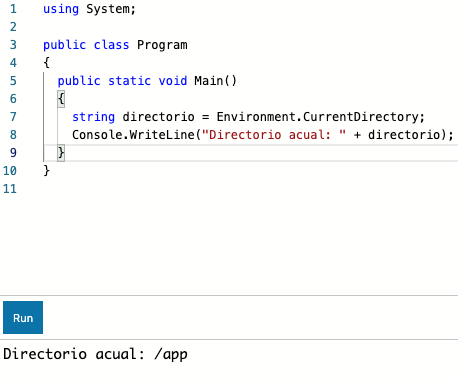 1 using System;
2
3 public class Program
4 {
5 public static void Main()
6 {
7 string directorio = Environment.CurrentDirectory;
8 Console.WriteLine("Directorio acual: " + directorio);
9 }
10 }
11
Run
Directorio acual: /app